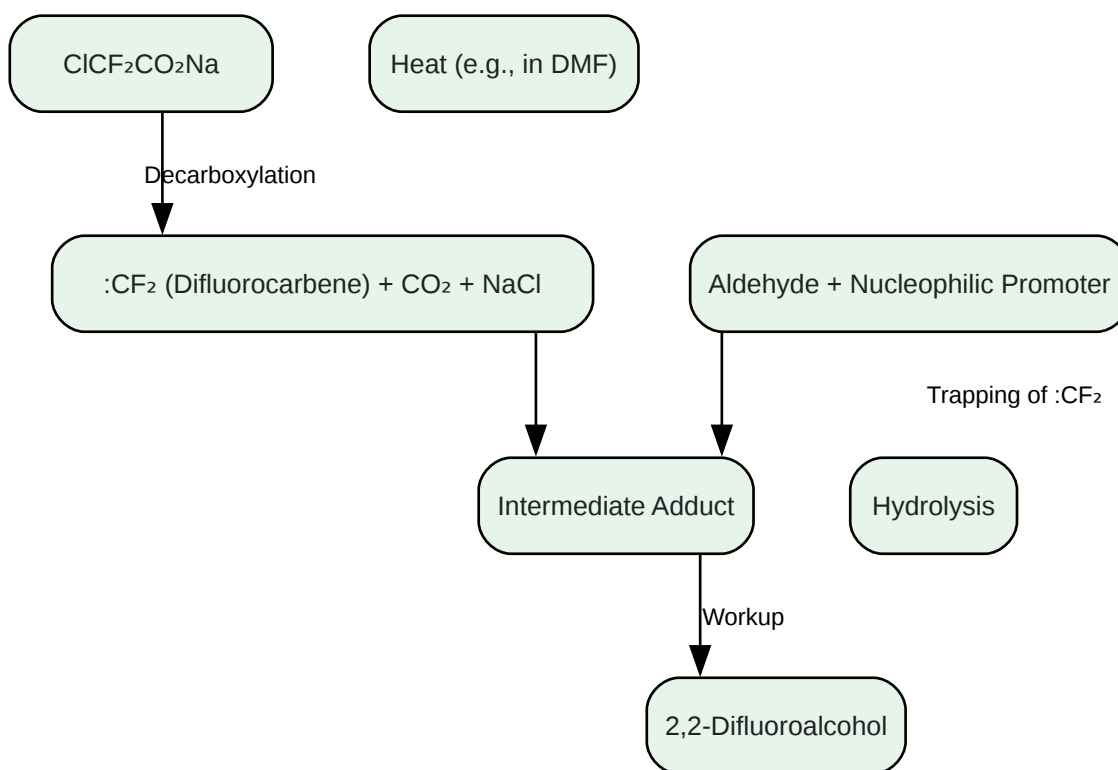 ClCF₂CO₂Na
Heat (e.g., in DMF)
Decarboxylation
:CF₂ (Difluorocarbene) + CO₂ + NaCl
Aldehyde + Nucleophilic Promoter
Trapping of :CF₂
Intermediate Adduct
Hydrolysis
Workup
2,2-Difluoroalcohol